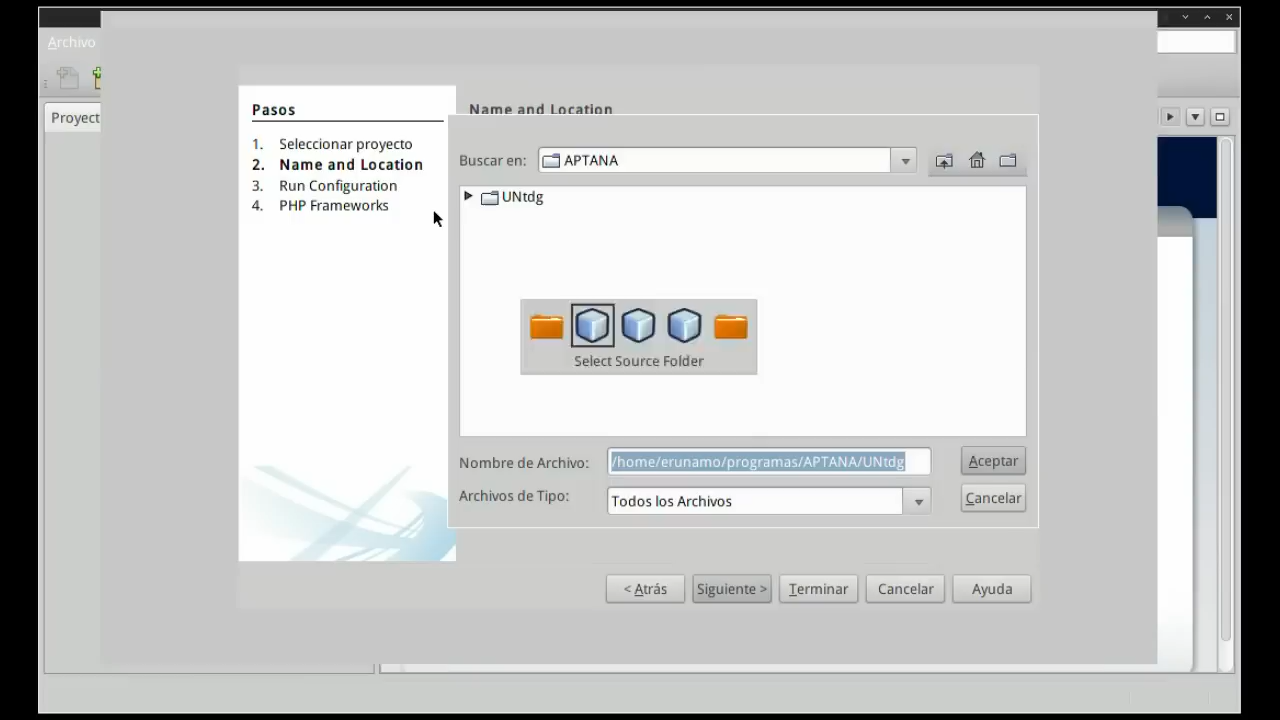 Archivo
Proyect
Pasos
1. Seleccionar proyecto
2. Name and Location
3. Run Configuration
4. PHP Frameworks
Name and Location
Buscar en: APTANA
UNtdg
Select Source Folder
Nombre de Archivo: /home/erunamo/programas/APTANA/UNtdg
Aceptar
Archivos de Tipo: Todos los Archivos
Cancelar
< Atrás Siguiente > Terminar Cancelar Ayuda